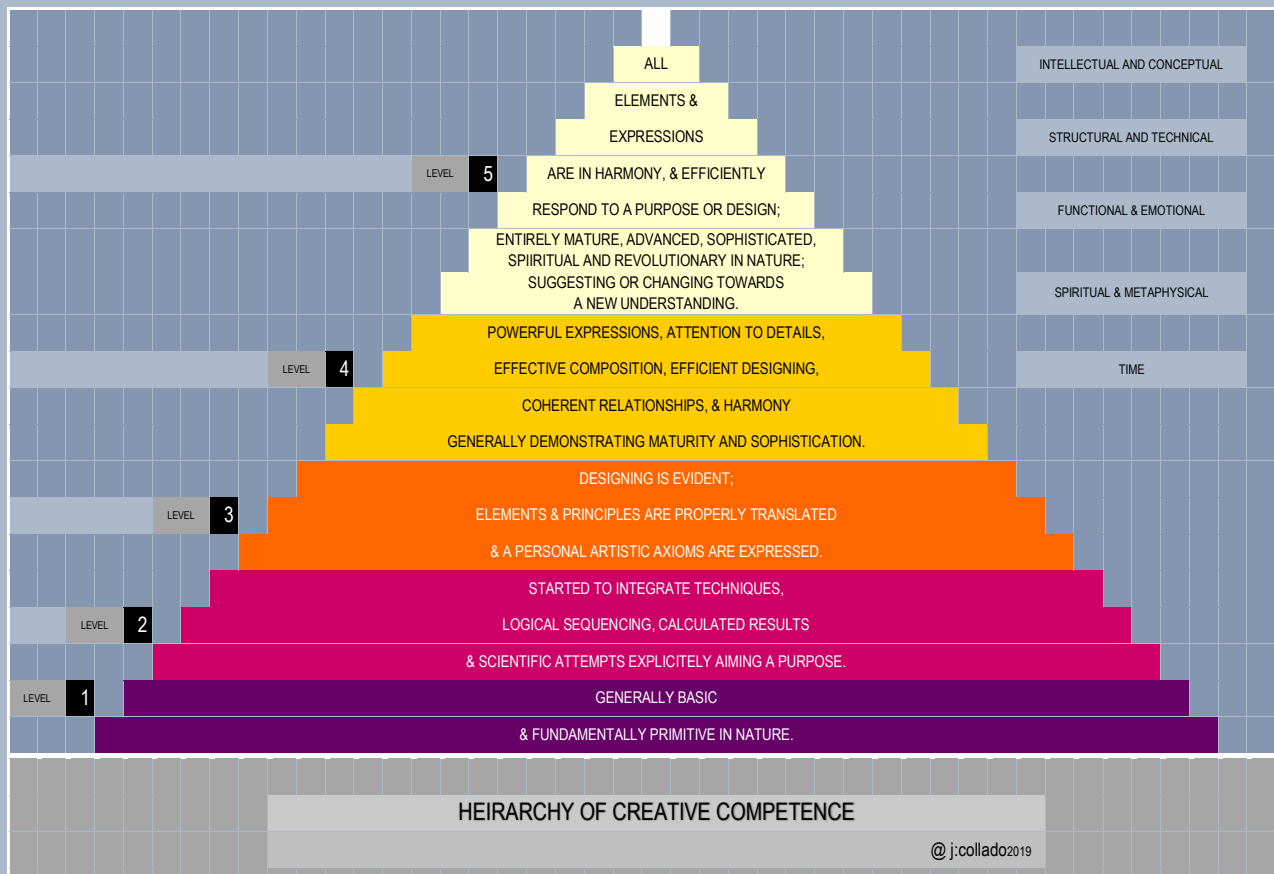 ALL
INTELLECTUAL AND CONCEPTUAL
ELEMENTS &
EXPRESSIONS
STRUCTURAL AND TECHNICAL
LEVEL 5
ARE IN HARMONY, & EFFICIENTLY
RESPOND TO A PURPOSE OR DESIGN;
FUNCTIONAL & EMOTIONAL
ENTIRELY MATURE, ADVANCED, SOPHISTICATED,
SPIIRITUAL AND REVOLUTIONARY IN NATURE;
SUGGESTING OR CHANGING TOWARDS
A NEW UNDERSTANDING.
SPIRITUAL & METAPHYSICAL
POWERFUL EXPRESSIONS, ATTENTION TO DETAILS,
LEVEL 4
EFFECTIVE COMPOSITION, EFFICIENT DESIGNING,
TIME
COHERENT RELATIONSHIPS, & HARMONY
GENERALLY DEMONSTRATING MATURITY AND SOPHISTICATION.
DESIGNING IS EVIDENT;
LEVEL 3
ELEMENTS & PRINCIPLES ARE PROPERLY TRANSLATED
& A PERSONAL ARTISTIC AXIOMS ARE EXPRESSED.
STARTED TO INTEGRATE TECHNIQUES,
LEVEL 2
LOGICAL SEQUENCING, CALCULATED RESULTS
& SCIENTIFIC ATTEMPTS EXPLICITELY AIMING A PURPOSE.
LEVEL 1
GENERALLY BASIC
& FUNDAMENTALLY PRIMITIVE IN NATURE.
HEIRARCHY OF CREATIVE COMPETENCE
@ j:collado2019